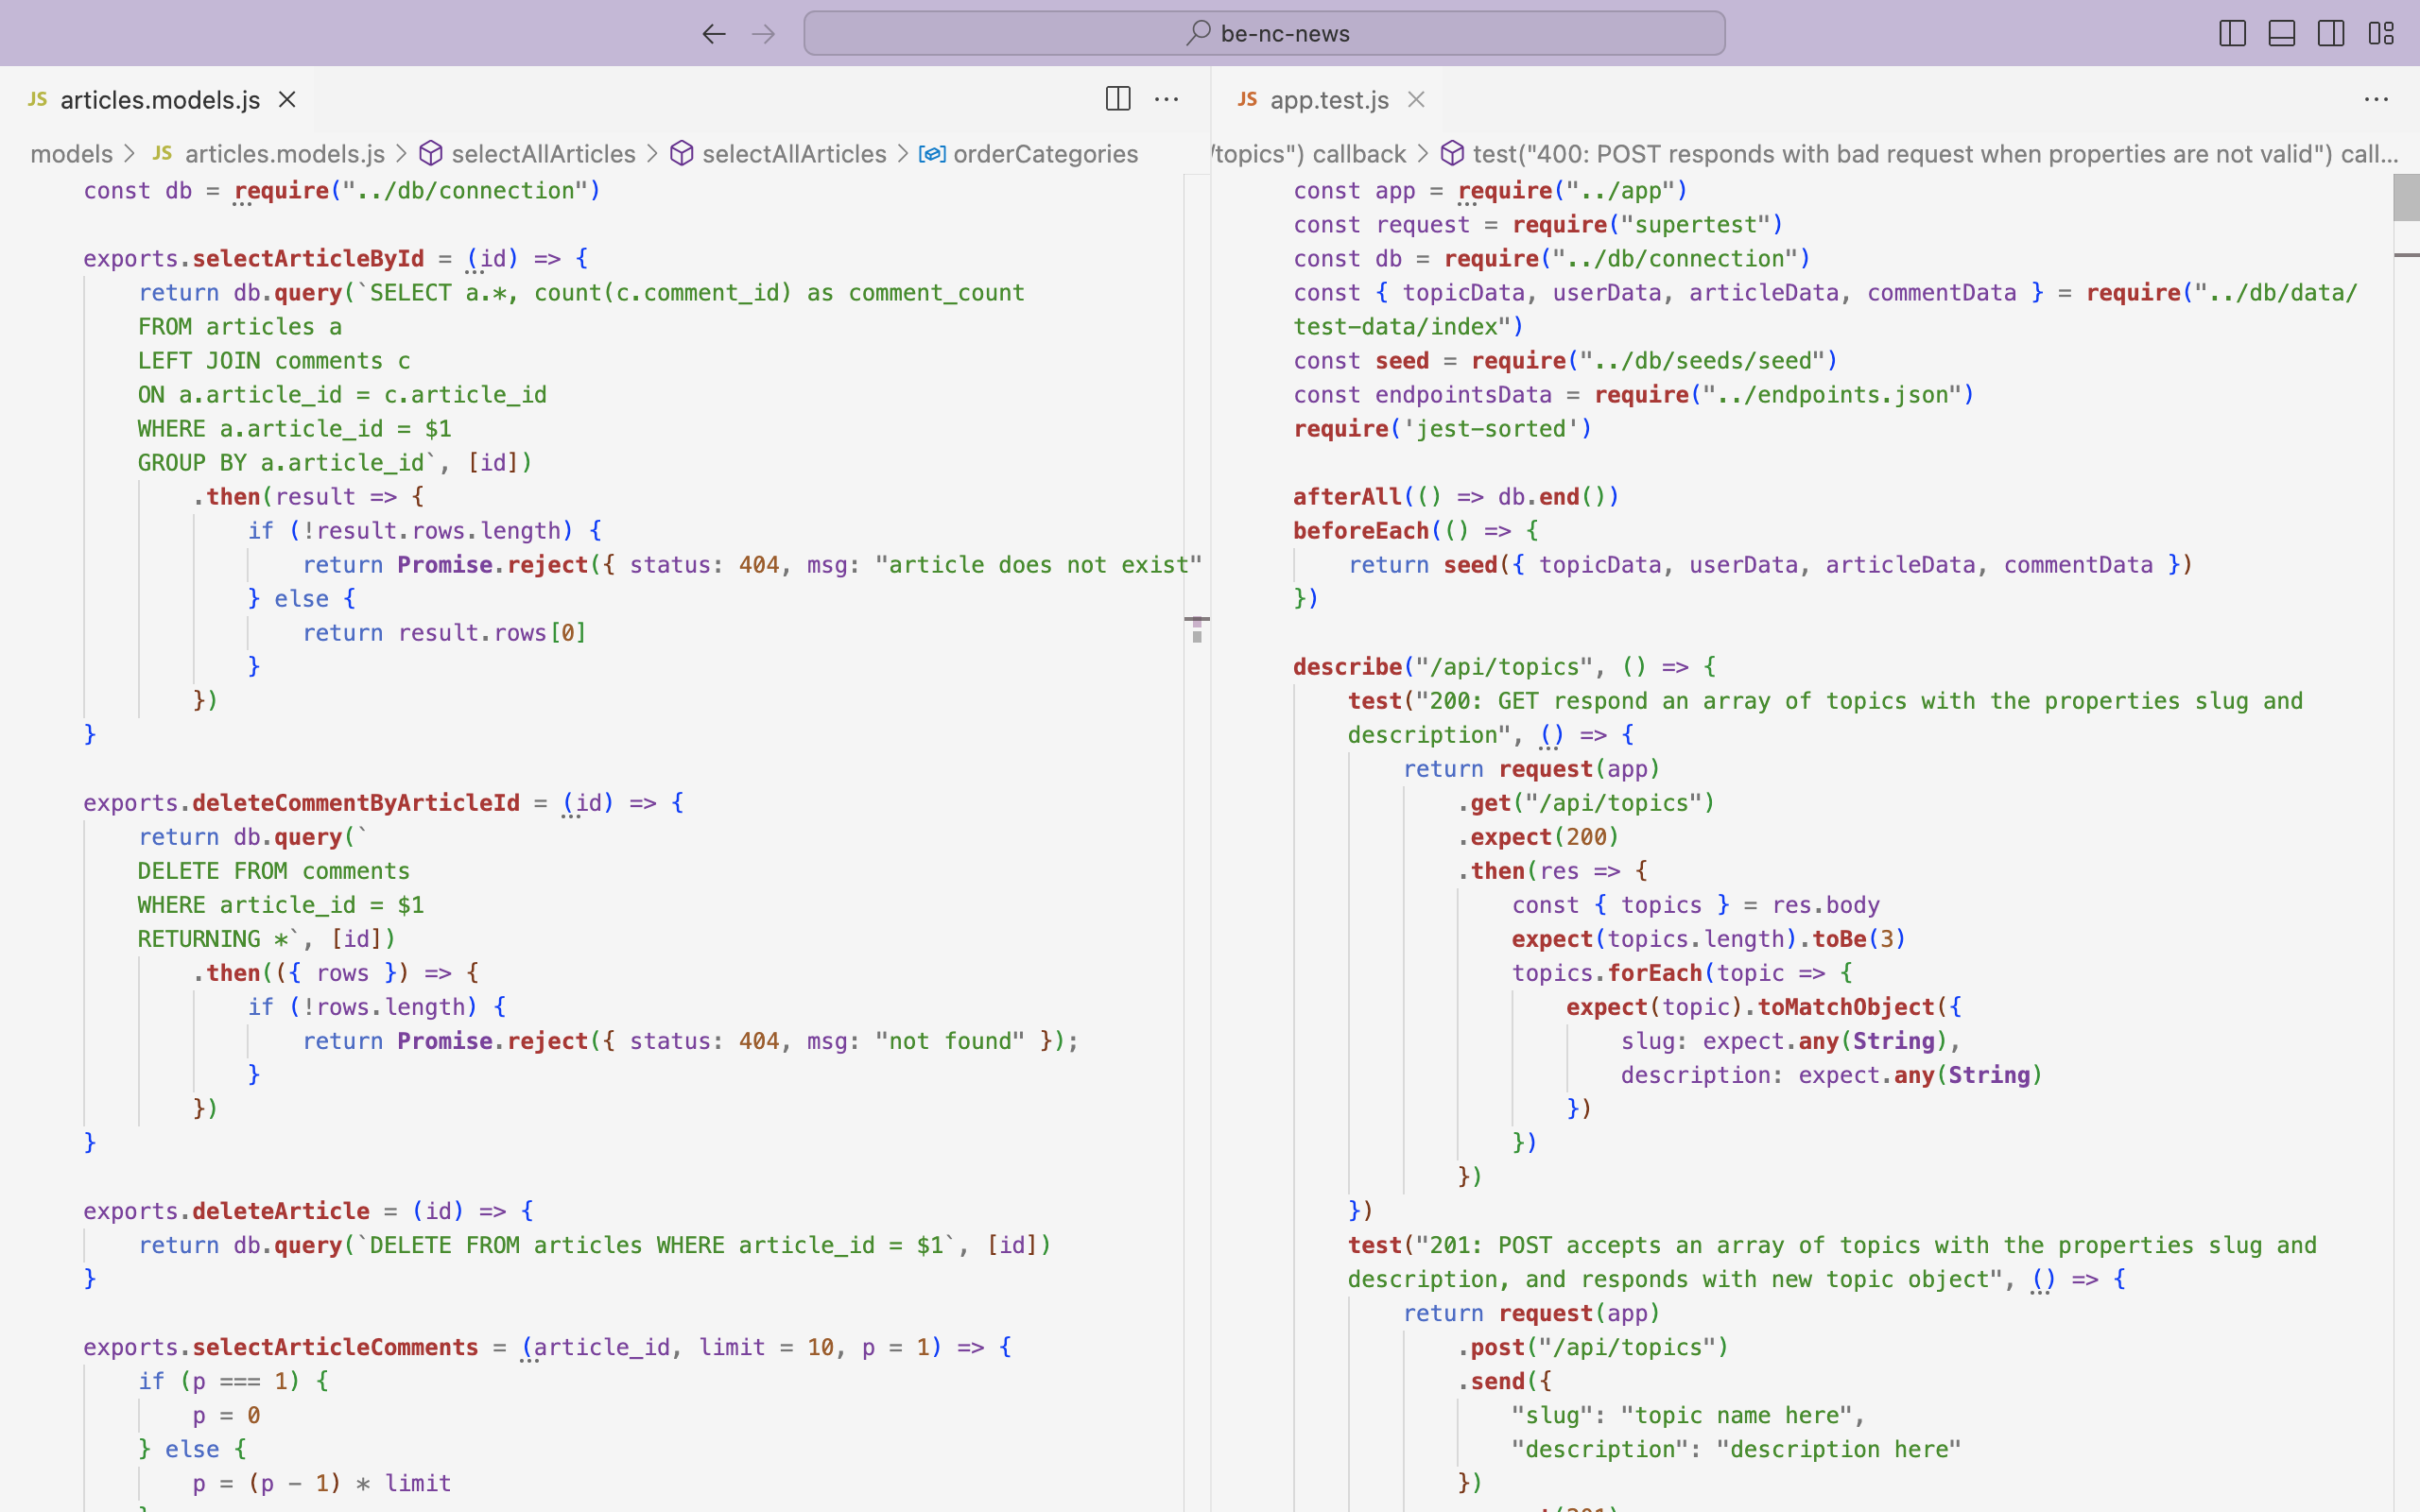 be-nc-news
JS articles.models.js
models > JS articles.models.js > selectAllArticles > selectAllArticles > orderCategories
const db = require("../db/connection")
exports.selectArticleById = (id) => {
return db.query(`SELECT a.*, count(c.comment_id) as comment_count
FROM articles a
LEFT JOIN comments c
ON a.article_id = c.article_id
WHERE a.article_id = $1
GROUP BY a.article_id`, [id])
.then(result => {
if (!result.rows.length) {
return Promise.reject({ status: 404, msg: "article does not exist"
} else {
return result.rows[0]
}
})
}
exports.deleteCommentByArticleId = (id) => {
return db.query(`
DELETE FROM comments
WHERE article_id = $1
RETURNING *`, [id])
.then(({ rows }) => {
if (!rows.length) {
return Promise.reject({ status: 404, msg: "not found" });
}
})
}
exports.deleteArticle = (id) => {
return db.query(`DELETE FROM articles WHERE article_id = $1`, [id])
}
exports.selectArticleComments = (article_id, limit = 10, p = 1) => {
if (p === 1) {
p = 0
} else {
p = (p - 1) * limit
JS app.test.js
/topics") callback > test("400: POST responds with bad request when properties are not valid") call...
const app = require("../app")
const request = require("supertest")
const db = require("../db/connection")
const { topicData, userData, articleData, commentData } = require("../db/data/
test-data/index")
const seed = require("../db/seeds/seed")
const endpointsData = require("../endpoints.json")
require('jest-sorted')
afterAll(() => db.end())
beforeEach(() => {
return seed({ topicData, userData, articleData, commentData })
})
describe("/api/topics", () => {
test("200: GET respond an array of topics with the properties slug and
description", () => {
return request(app)
.get("/api/topics")
.expect(200)
.then(res => {
const { topics } = res.body
expect(topics.length).toBe(3)
topics.forEach(topic => {
expect(topic).toMatchObject({
slug: expect.any(String),
description: expect.any(String)
})
})
})
})
test("201: POST accepts an array of topics with the properties slug and
description, and responds with new topic object", () => {
return request(app)
.post("/api/topics")
.send({
"slug": "topic name here",
"description": "description here"
})